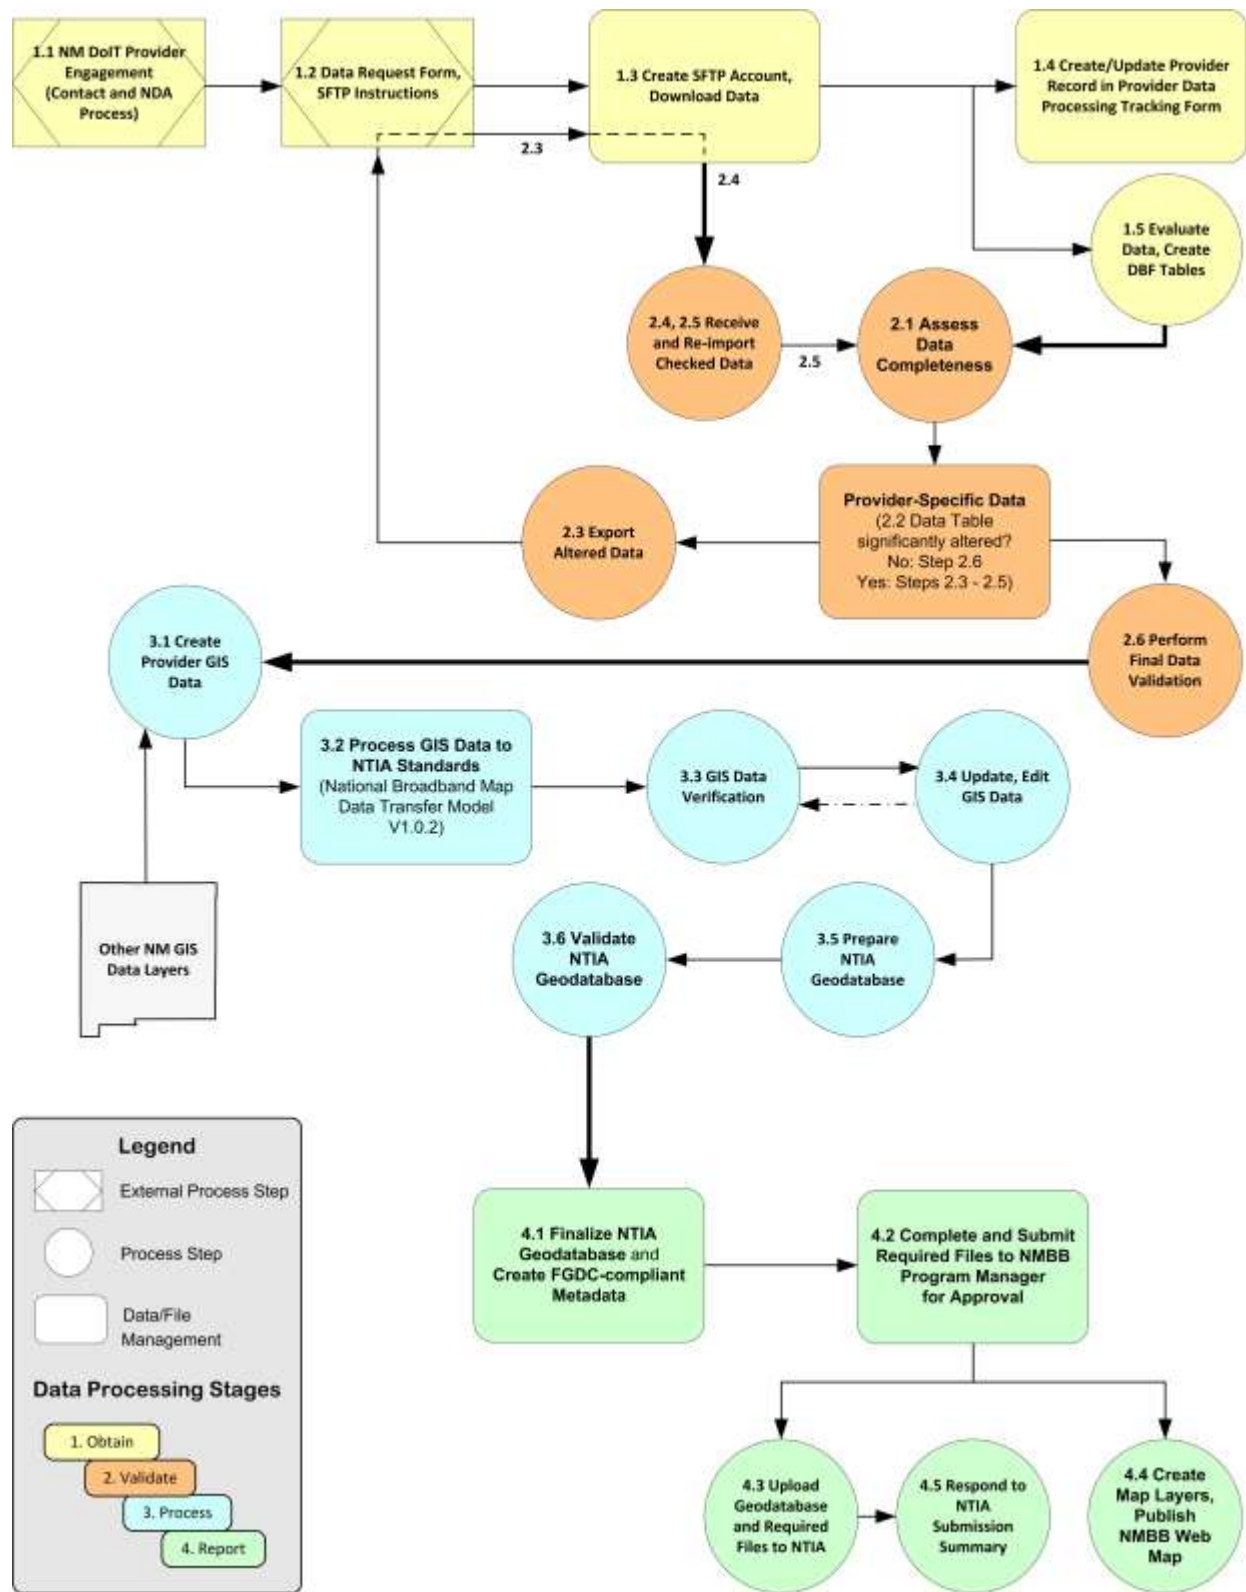 1.1 NM DoIT Provider
Engagement
(Contact and NDA
Process)
1.2 Data Request Form,
SFTP Instructions
1.3 Create SFTP Account,
Download Data
1.4 Create/Update Provider
Record in Provider Data
Processing Tracking Form
2.3
2.4
1.5 Evaluate
Data, Create
DBF Tables
2.4, 2.5 Receive
and Re-import
Checked Data
2.5
2.1 Assess
Data
Completeness
2.3 Export
Altered Data
Provider-Specific Data
(2.2 Data Table
significantly altered?
No: Step 2.6
Yes: Steps 2.3 - 2.5)
2.6 Perform
Final Data
Validation
3.1 Create
Provider GIS
Data
3.2 Process GIS Data to
NTIA Standards
(National Broadband Map
Data Transfer Model
V1.0.2)
3.3 GIS Data
Verification
3.4 Update, Edit
GIS Data
Other NM GIS
Data Layers
3.6 Validate
NTIA
Geodatabase
3.5 Prepare
NTIA
Geodatabase
4.1 Finalize NTIA
Geodatabase and
Create FGDC-compliant
Metadata
4.2 Complete and Submit
Required Files to NMBB
Program Manager
for Approval
4.3 Upload
Geodatabase
and Required
Files to NTIA
4.5 Respond to
NTIA
Submission
Summary
4.4 Create
Map Layers,
Publish
NMBB Web
Map
Legend
External Process Step
Process Step
Data/File
Management
Data Processing Stages
1. Obtain
2. Validate
3. Process
4. Report